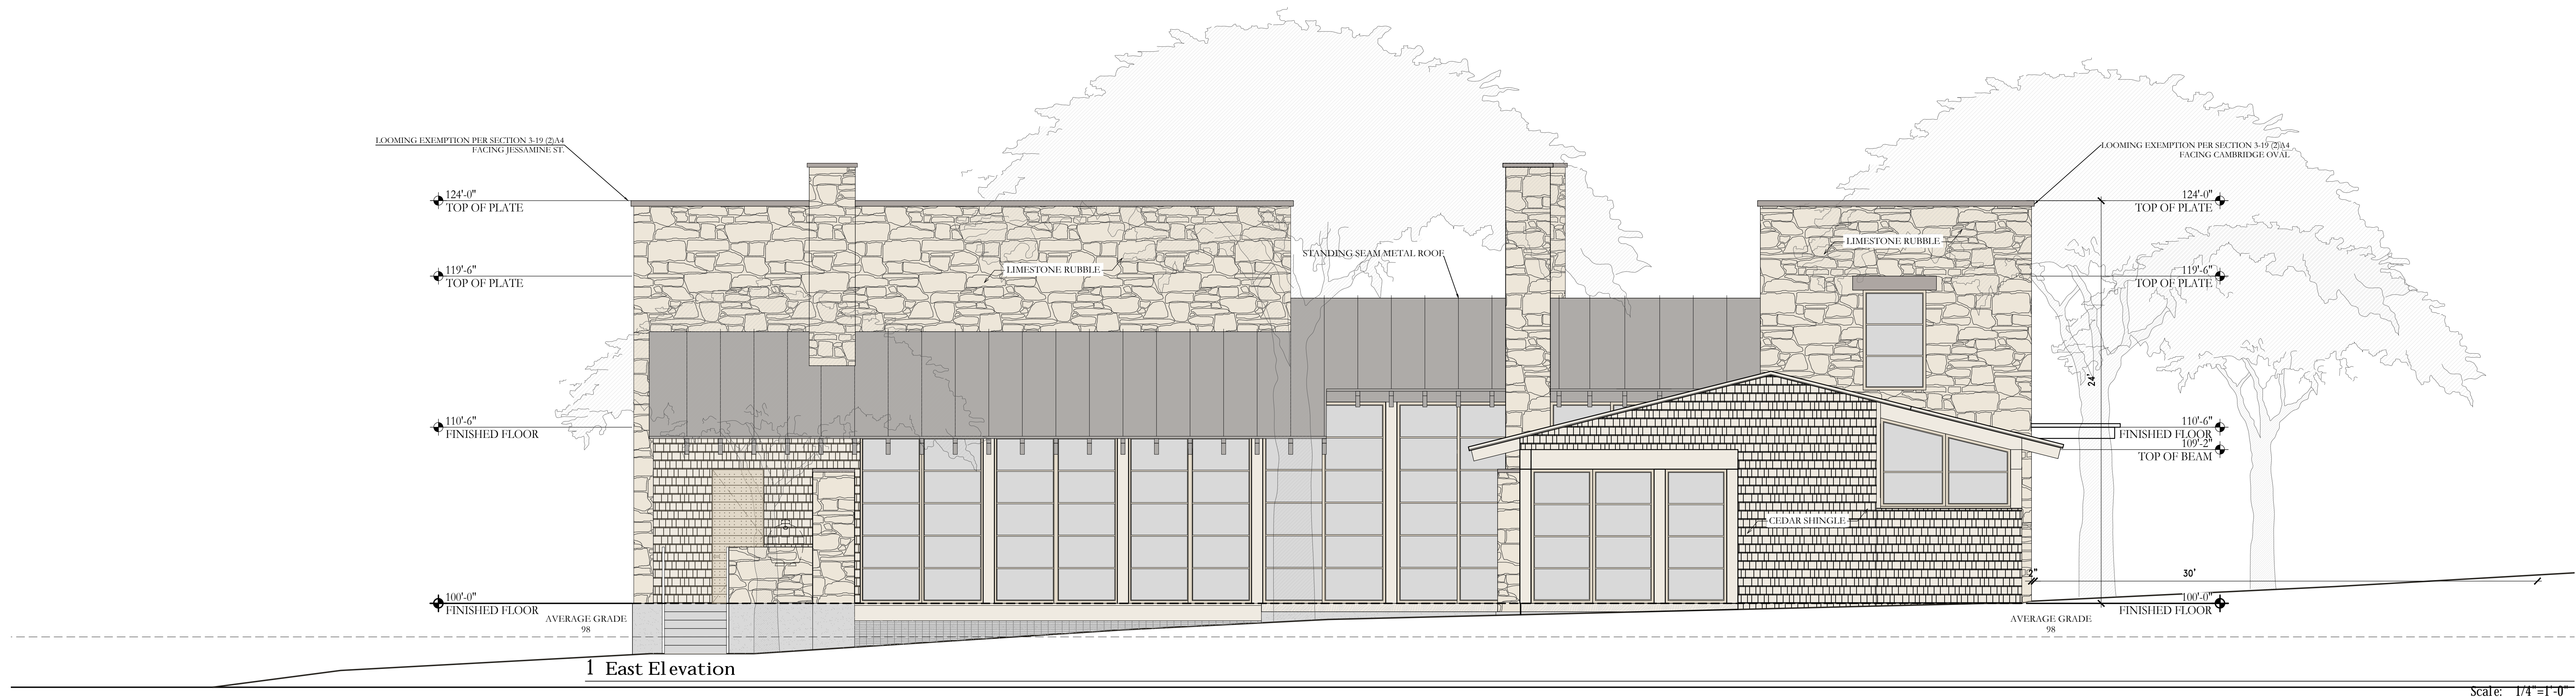 LOOMING EXEMPTION PER SECTION 3-19 (2)A4
FACING JESSAMINE ST.
LOOMING EXEMPTION PER SECTION 3-19 (2)A4
FACING CAMBRIDGE OVAL
124'-0"
TOP OF PLATE
124'-0"
TOP OF PLATE
LIMESTONE RUBBLE
STANDING SEAM METAL ROOF
LIMESTONE RUBBLE
119'-6"
TOP OF PLATE
119'-6"
TOP OF PLATE
24'
110'-6"
FINISHED FLOOR
110'-6"
FINISHED FLOOR
109'-2"
TOP OF BEAM
CEDAR SHINGLE
2"
30'
100'-0"
FINISHED FLOOR
100'-0"
FINISHED FLOOR
AVERAGE GRADE
98
AVERAGE GRADE
98
1 East Elevation
Scale: 1/4"=1'-0"